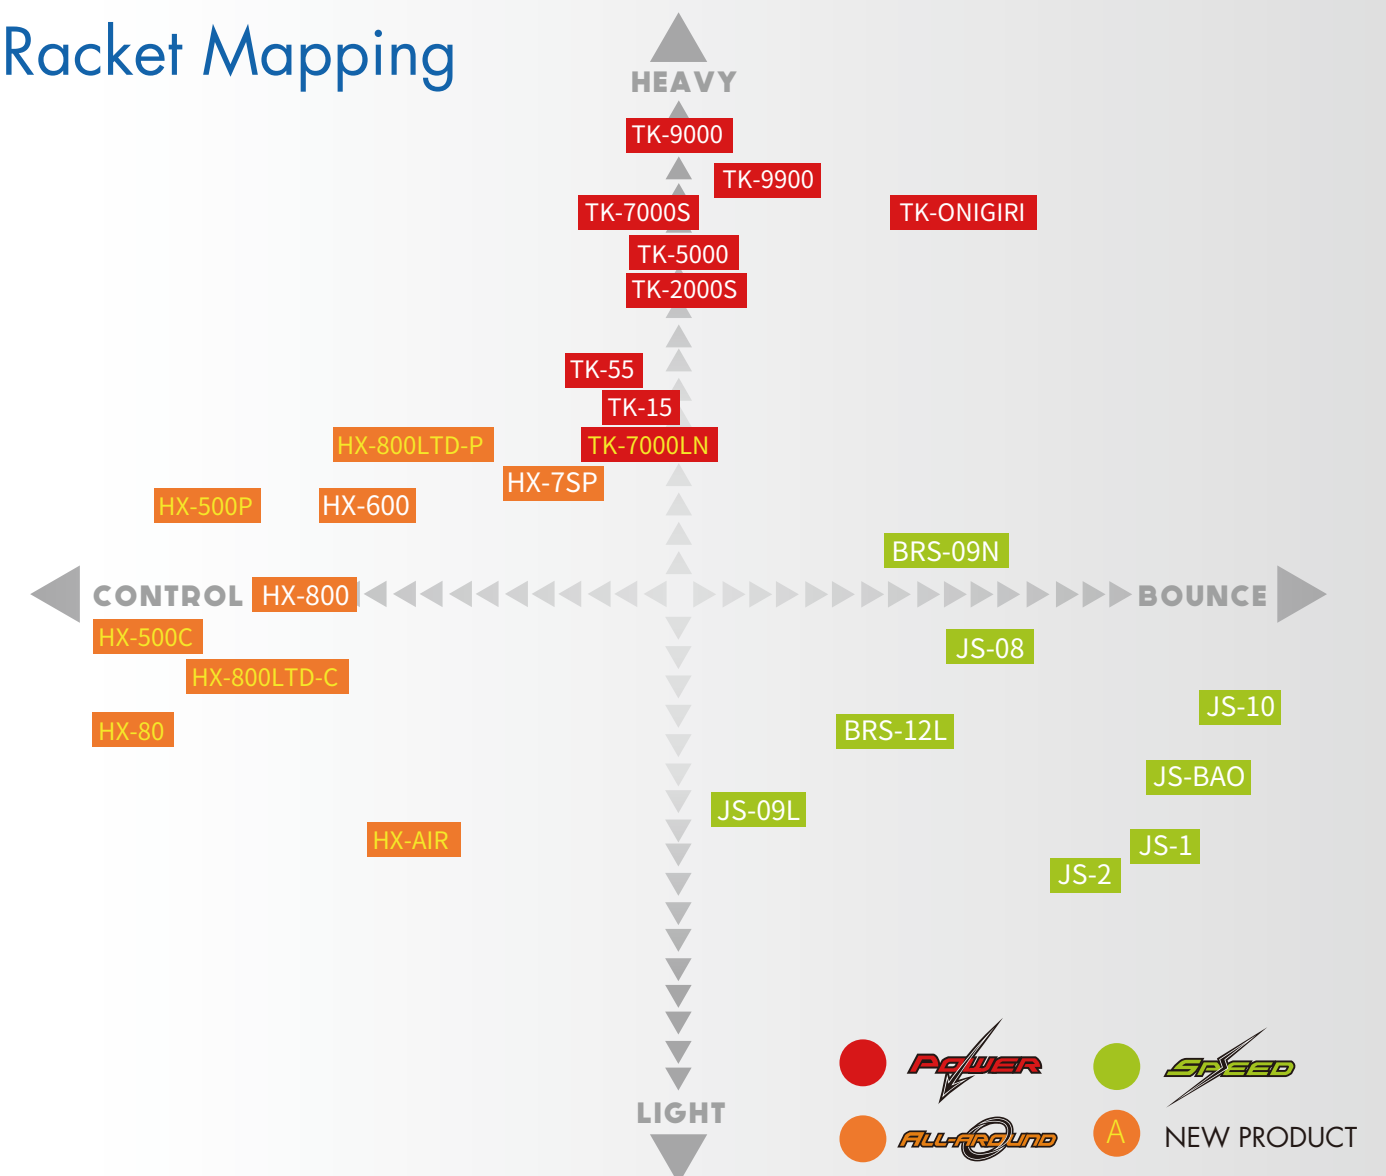 Racket Mapping
HEAVY
TK-9000
TK-9900
TK-7000S
TK-ONIGIRI
TK-5000
TK-2000S
TK-55
TK-15
HX-800LTD-P
TK-7000LN
HX-7SP
HX-500P
HX-600
BRS-09N
CONTROL
HX-800
BOUNCE
HX-500C
JS-08
HX-800LTD-C
JS-10
HX-80
BRS-12L
JS-BAO
JS-09L
HX-AIR
JS-1
JS-2
POWER
SPEED
LIGHT
ALL-AROUND
A
NEW PRODUCT